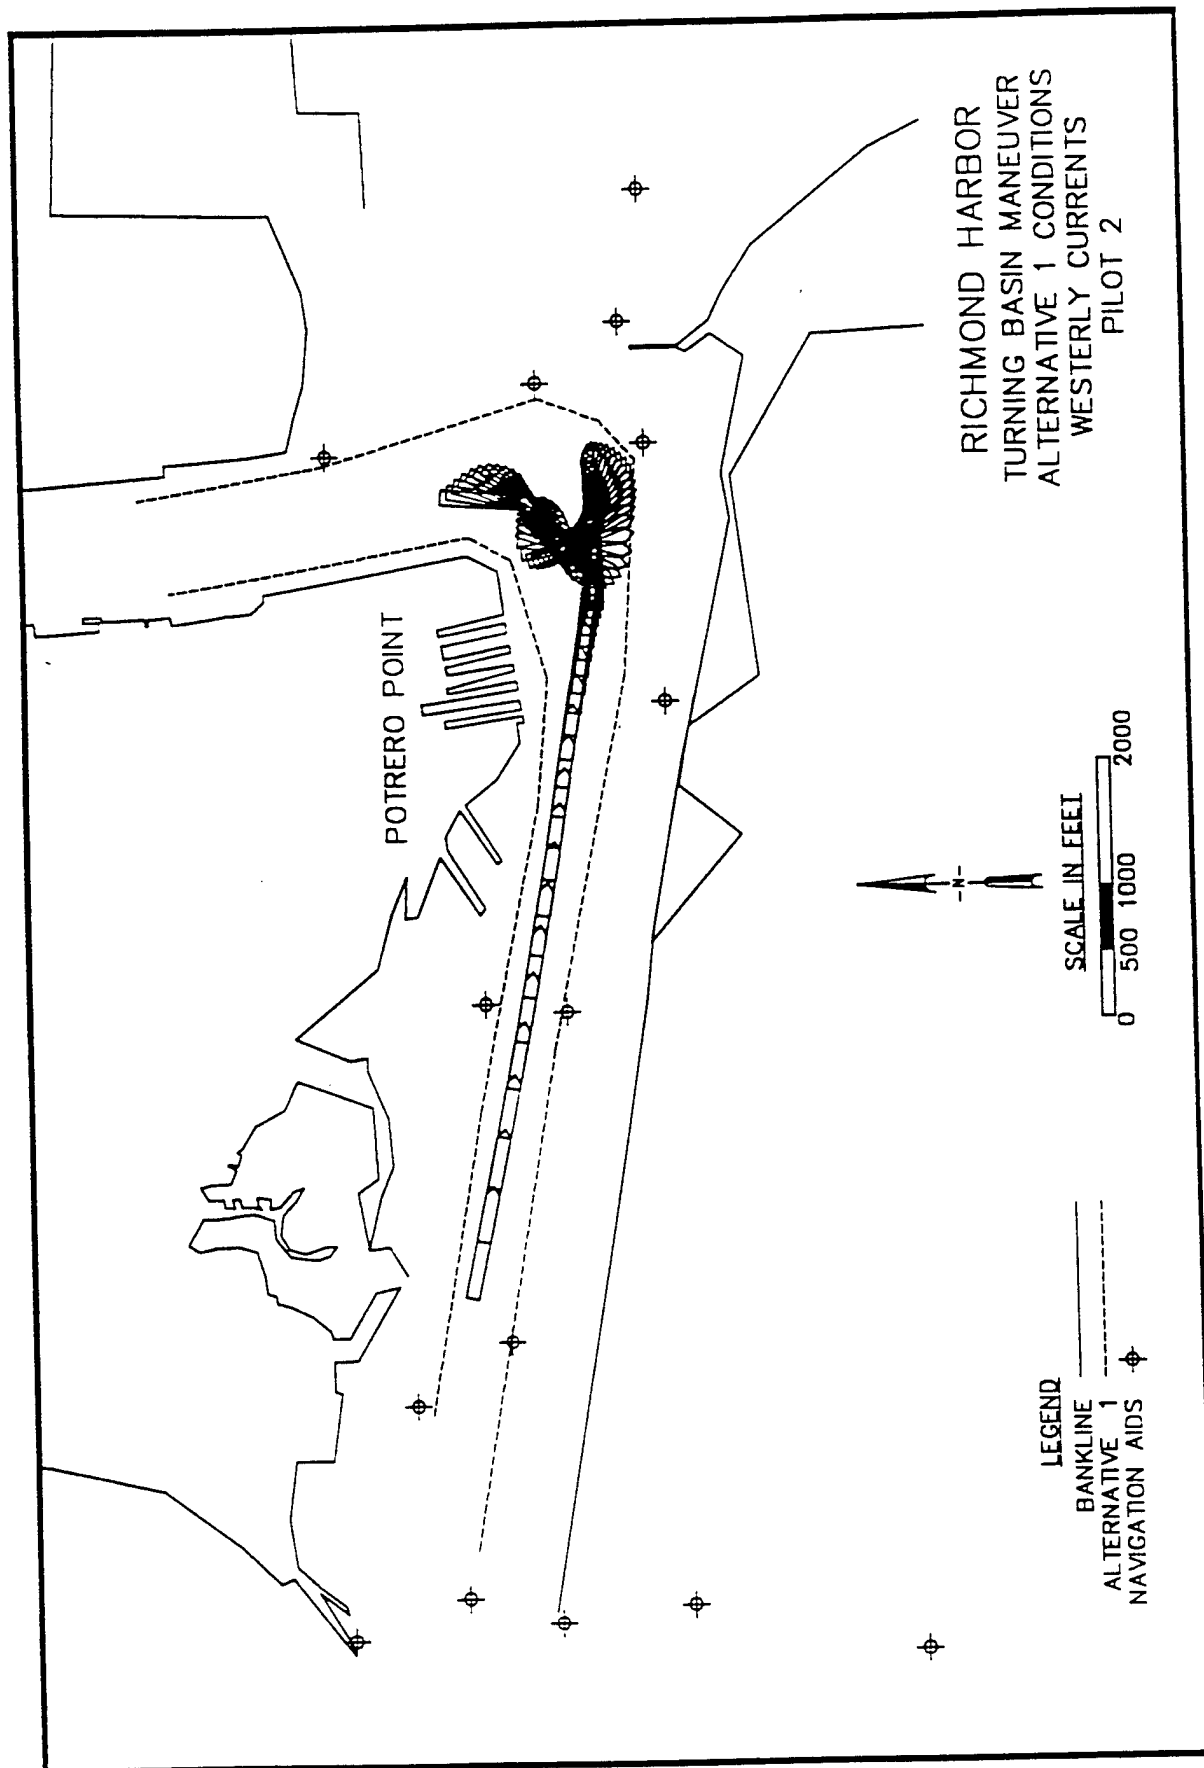 POTRERO POINT
RICHMOND HARBOR
TURNING BASIN MANEUVER
ALTERNATIVE 1 CONDITIONS
WESTERLY CURRENTS
PILOT 2
-N-
SCALE IN FEET
0 500 1000 2000
LEGEND
BANKLINE
ALTERNATIVE 1
NAVIGATION AIDS